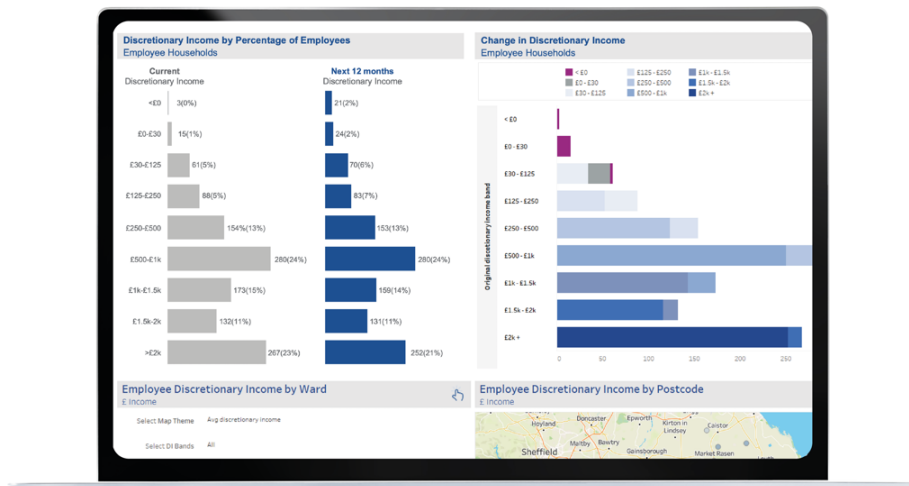 Discretionary Income by Percentage of Employees
Employee Households
Current
Discretionary Income
Next 12 months
Discretionary Income
<£0 3(0%) 21(2%)
£0-£30 15(1%) 24(2%)
£30-£125 61(5%) 70(6%)
£125-£250 68(5%) 83(7%)
£250-£500 154%(13%) 153(13%)
£500-£1k 280(24%) 280(24%)
£1k-£1.5k 173(15%) 159(14%)
£1.5k-2k 132(11%) 131(11%)
>£2k 267(23%) 252(21%)
Change in Discretionary Income
Employee Households
< £0 £125 - £250 £1k - £1.5k
£0 - £30 £250 - £500 £1.5k - £2k
£30 - £125 £500 - £1k £2k +
Original discetionary income band
< £0
£0 - £30
£30 - £125
£125 - £250
£250 - £500
£500 - £1k
£1k - £1.5k
£1.5k - £2k
£2k +
0 50 100 150 200 250
Employee Discretionary Income by Ward
£ Income
Select Map Theme Avg discretionary income
Select DI Bands All
Employee Discretionary Income by Postcode
£ Income
Hoyland
Doncaster
Epworth
Kirton in
Lindsey
Caistor
Maltby
Bawtry
Sheffield
Gainsborough
Market Rasen